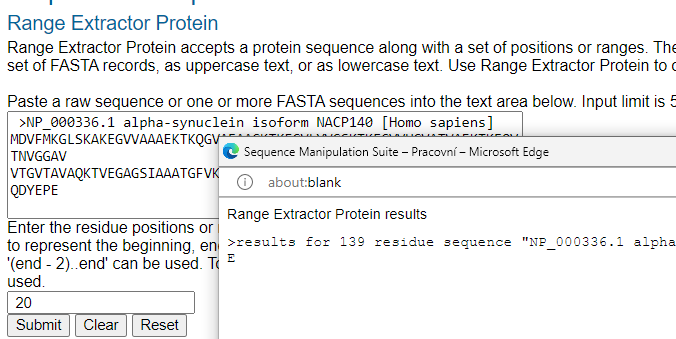 Range Extractor Protein
Range Extractor Protein accepts a protein sequence along with a set of positions or ranges. The
set of FASTA records, as uppercase text, or as lowercase text. Use Range Extractor Protein to
Paste a raw sequence or one or more FASTA sequences into the text area below. Input limit is 5
>NP_000336.1 alpha-synuclein isoform NACP140 [Homo sapiens]
MDVFMKGLSKAKEGVVAAAEKTKQGV
TNVGGAV
VTGVTAVAQKTVEGAGSIAAATGFVK
QDYEPE
Enter the residue positions or
to represent the beginning, en
'(end - 2)..end' can be used. To
used.
20
Submit Clear Reset
Sequence Manipulation Suite – Pracovní – Microsoft Edge
about:blank
Range Extractor Protein results
>results for 139 residue sequence "NP_000336.1 alpha
E